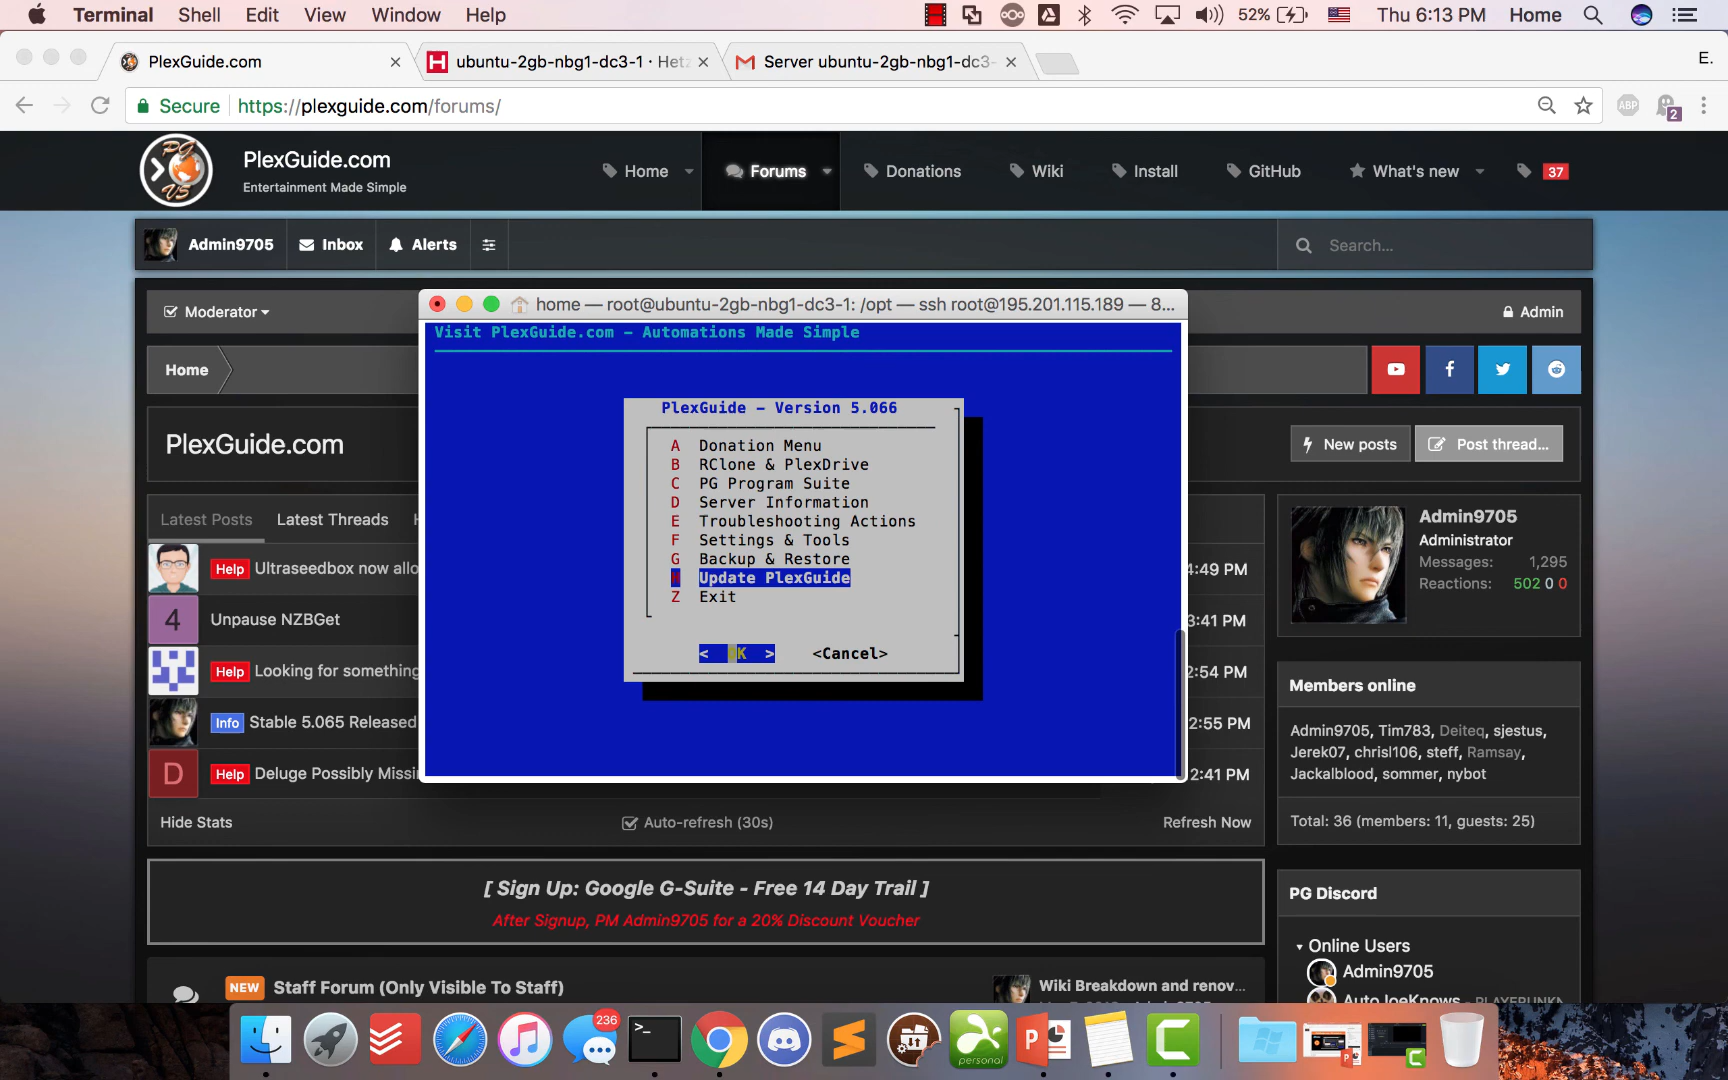 Terminal Shell Edit View Window Help 52% Thu 6:13 PM Home
PlexGuide.com ubuntu-2gb-nbg1-dc3-1 · Hetz Server ubuntu-2gb-nbg1-dc3- E.
Secure https://plexguide.com/forums/ ABP 2
PG V5
PlexGuide.com
Entertainment Made Simple
Home Forums Donations Wiki Install GitHub What's new 37
Admin9705 Inbox Alerts Search...
Moderator Admin
home — root@ubuntu-2gb-nbg1-dc3-1: /opt — ssh root@195.201.115.189 — 8...
Visit PlexGuide.com – Automations Made Simple
Home
PlexGuide – Version 5.066
A Donation Menu
B RClone & PlexDrive
C PG Program Suite
D Server Information
E Troubleshooting Actions
F Settings & Tools
G Backup & Restore
H Update PlexGuide
Z Exit
< OK > <Cancel>
PlexGuide.com
New posts Post thread...
Latest Posts Latest Threads
Help Ultraseedbox now allo 4:49 PM
4 Unpause NZBGet 3:41 PM
Help Looking for something 2:54 PM
Info Stable 5.065 Released 2:55 PM
D Help Deluge Possibly Missi 2:41 PM
Hide Stats Auto-refresh (30s) Refresh Now
Admin9705
Administrator
Messages: 1,295
Reactions: 502 0 0
Members online
Admin9705, Tim783, Deiteq, sjestus,
Jerek07, chrisl106, steff, Ramsay,
Jackalblood, sommer, nybot
Total: 36 (members: 11, guests: 25)
[ Sign Up: Google G-Suite - Free 14 Day Trail ]
After Signup, PM Admin9705 for a 20% Discount Voucher
PG Discord
Online Users
Admin9705
AutoJoeKnows
NEW Staff Forum (Only Visible To Staff)
Wiki Breakdown and renov...
236
>_
personal